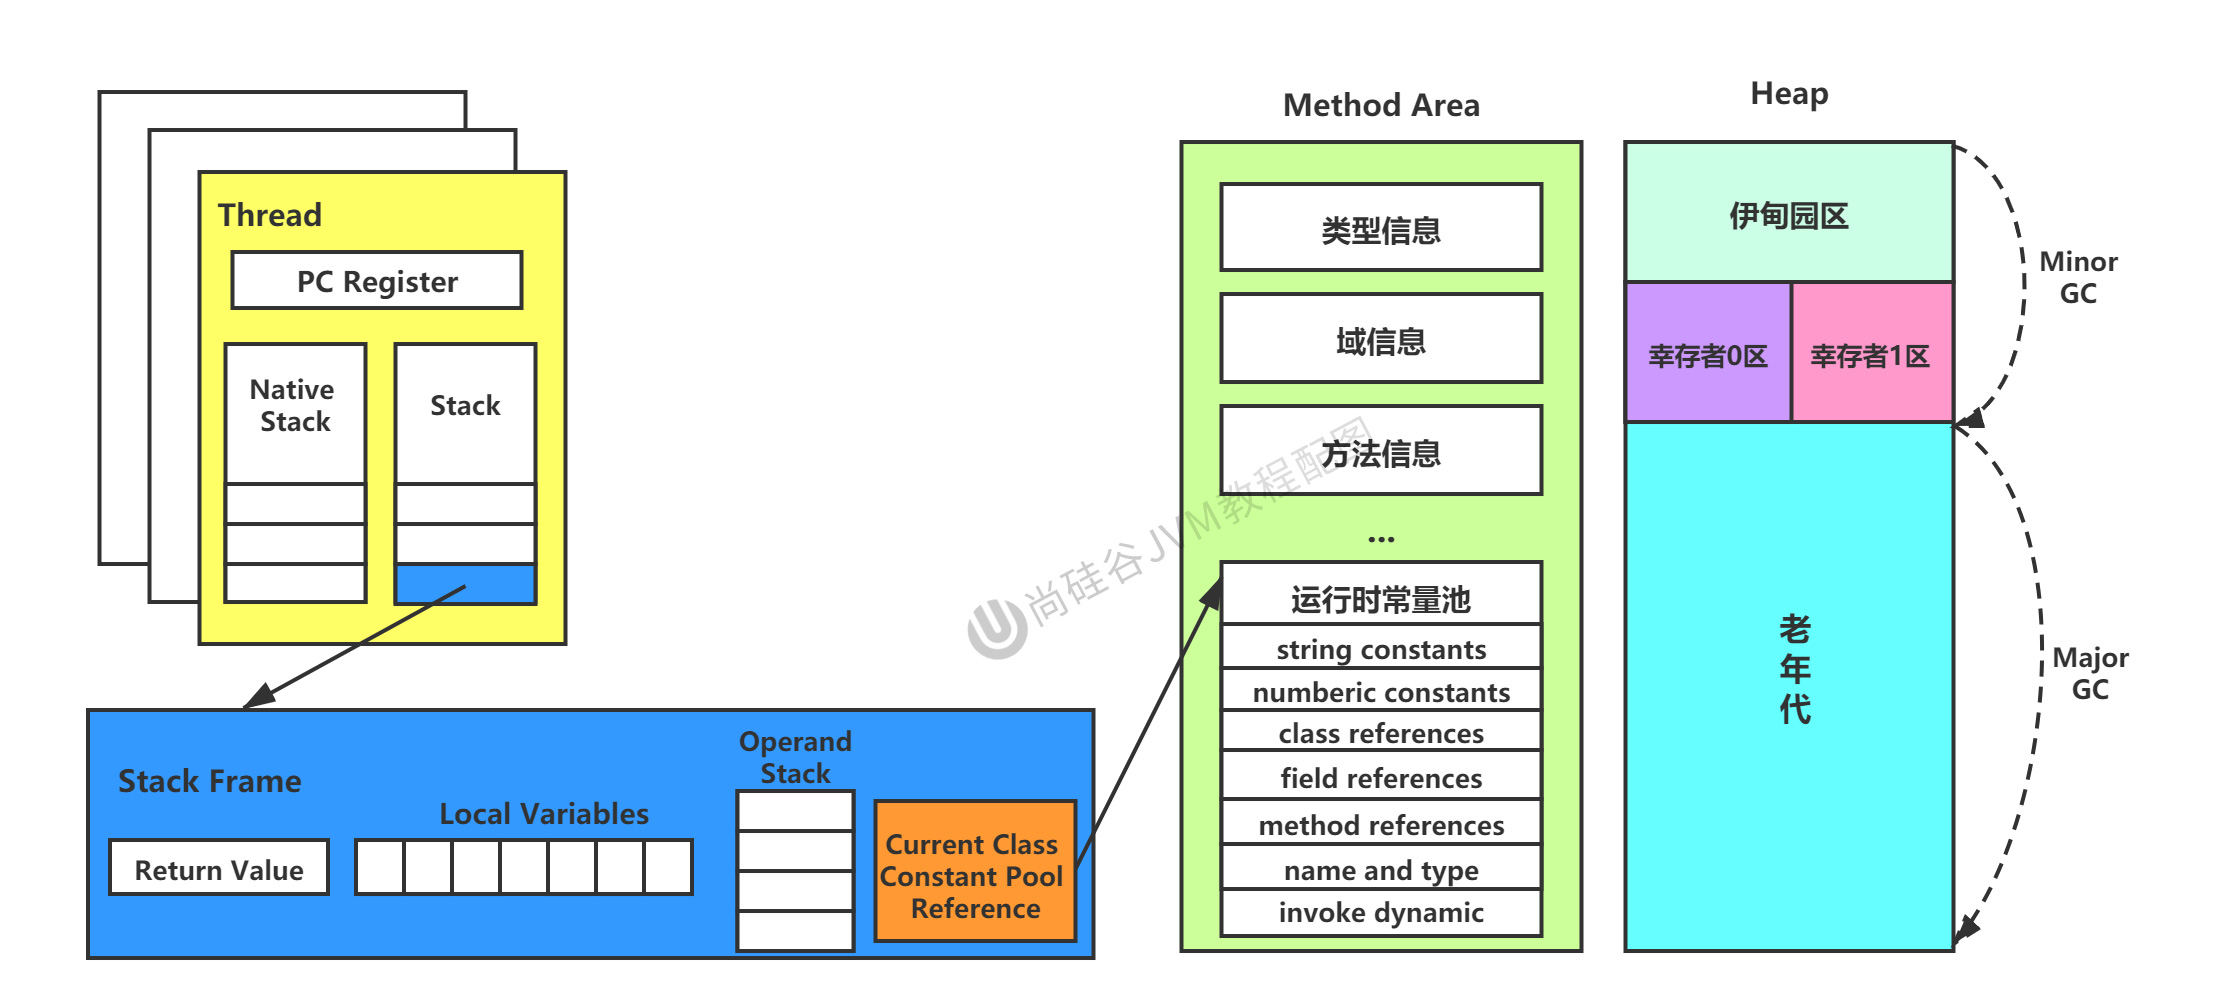 Thread
PC Register
Native
Stack
Stack
Stack Frame
Return Value
Local Variables
Operand
Stack
Current Class
Constant Pool
Reference
Method Area
类型信息
域信息
方法信息
...
运行时常量池
string constants
numberic constants
class references
field references
method references
name and type
invoke dynamic
Heap
伊甸园区
幸存者0区
幸存者1区
老
年
代
Minor
GC
Major
GC
尚硅谷JVM教程配图